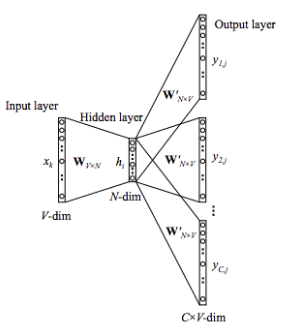 Output layer
y1,j
W'N×V
Input layer
Hidden layer
xk
WV×N
hi
W'N×V
y2,j
N-dim
V-dim
W'N×V
yC,j
C×V-dim